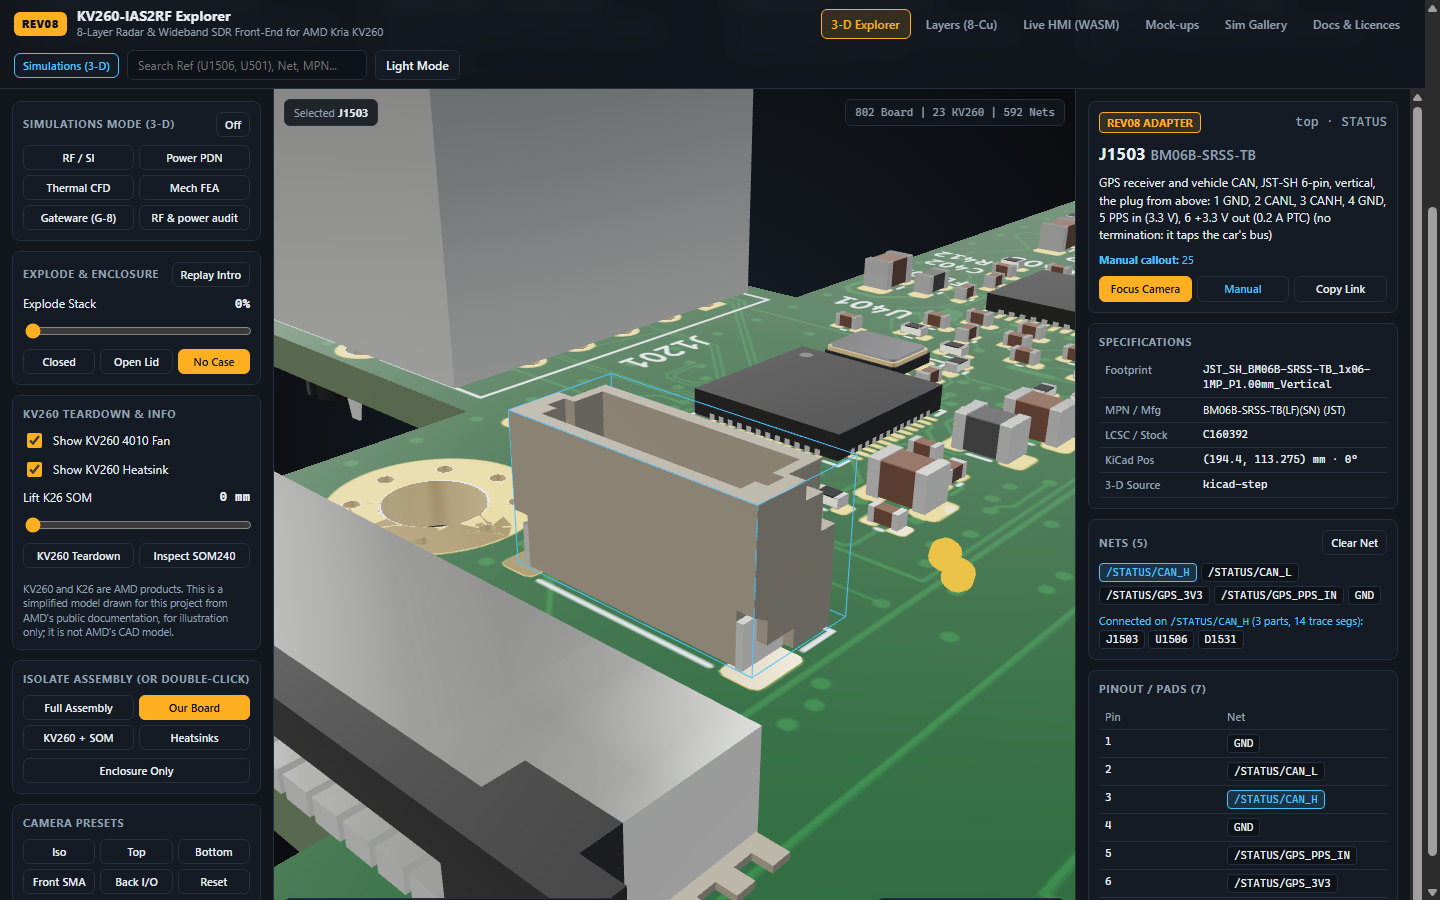 REV08
KV260-IAS2RF Explorer
8-Layer Radar & Wideband SDR Front-End for AMD Kria KV260
3-D Explorer
Layers (8-Cu)
Live HMI (WASM)
Mock-ups
Sim Gallery
Docs & Licences
Simulations (3-D)
Search Ref (U1506, U501), Net, MPN...
Light Mode
SIMULATIONS MODE (3-D)
Off
RF / SI
Power PDN
Thermal CFD
Mech FEA
Gateware (G-8)
RF & power audit
EXPLODE & ENCLOSURE
Replay Intro
Explode Stack
0%
Closed
Open Lid
No Case
KV260 TEARDOWN & INFO
Show KV260 4010 Fan
Show KV260 Heatsink
Lift K26 SOM
0 mm
KV260 Teardown
Inspect SOM240
KV260 and K26 are AMD products. This is a
simplified model drawn for this project from
AMD's public documentation, for illustration
only; it is not AMD's CAD model.
ISOLATE ASSEMBLY (OR DOUBLE-CLICK)
Full Assembly
Our Board
KV260 + SOM
Heatsinks
Enclosure Only
CAMERA PRESETS
Iso
Top
Bottom
Front SMA
Back I/O
Reset
Selected J1503
802 Board | 23 KV260 | 592 Nets
J1201
U401
C402
R412
REV08 ADAPTER
top · STATUS
J1503 BM06B-SRSS-TB
GPS receiver and vehicle CAN, JST-SH 6-pin, vertical,
the plug from above: 1 GND, 2 CANL, 3 CANH, 4 GND,
5 PPS in (3.3 V), 6 +3.3 V out (0.2 A PTC) (no
termination: it taps the car's bus)
Manual callout: 25
Focus Camera
Manual
Copy Link
SPECIFICATIONS
Footprint
JST_SH_BM06B-SRSS-TB_1x06-
1MP_P1.00mm_Vertical
MPN / Mfg
BM06B-SRSS-TB(LF)(SN) (JST)
LCSC / Stock
C160392
KiCad Pos
(194.4, 113.275) mm · 0°
3-D Source
kicad-step
NETS (5)
Clear Net
/STATUS/CAN_H
/STATUS/CAN_L
/STATUS/GPS_3V3
/STATUS/GPS_PPS_IN
GND
Connected on /STATUS/CAN_H (3 parts, 14 trace segs):
J1503
U1506
D1531
PINOUT / PADS (7)
Pin
Net
1
GND
2
/STATUS/CAN_L
3
/STATUS/CAN_H
4
GND
5
/STATUS/GPS_PPS_IN
6
/STATUS/GPS_3V3